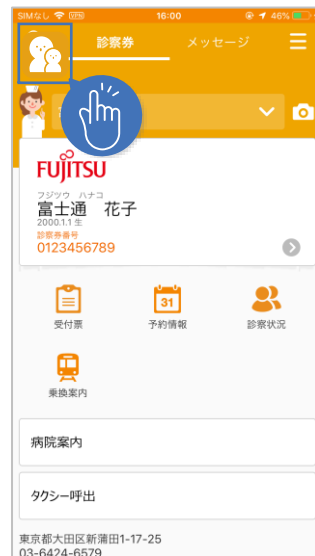 SIMなし VPN 16:00 46%
診察券 メッセージ
FUJITSU
フジツウ ハナコ
富士通 花子
2000.1.1 生
診察券番号
0123456789
31
受付票 予約情報 診察状況
乗換案内
病院案内
タクシー呼出
東京都大田区新蒲田1-17-25
03-6424-6579